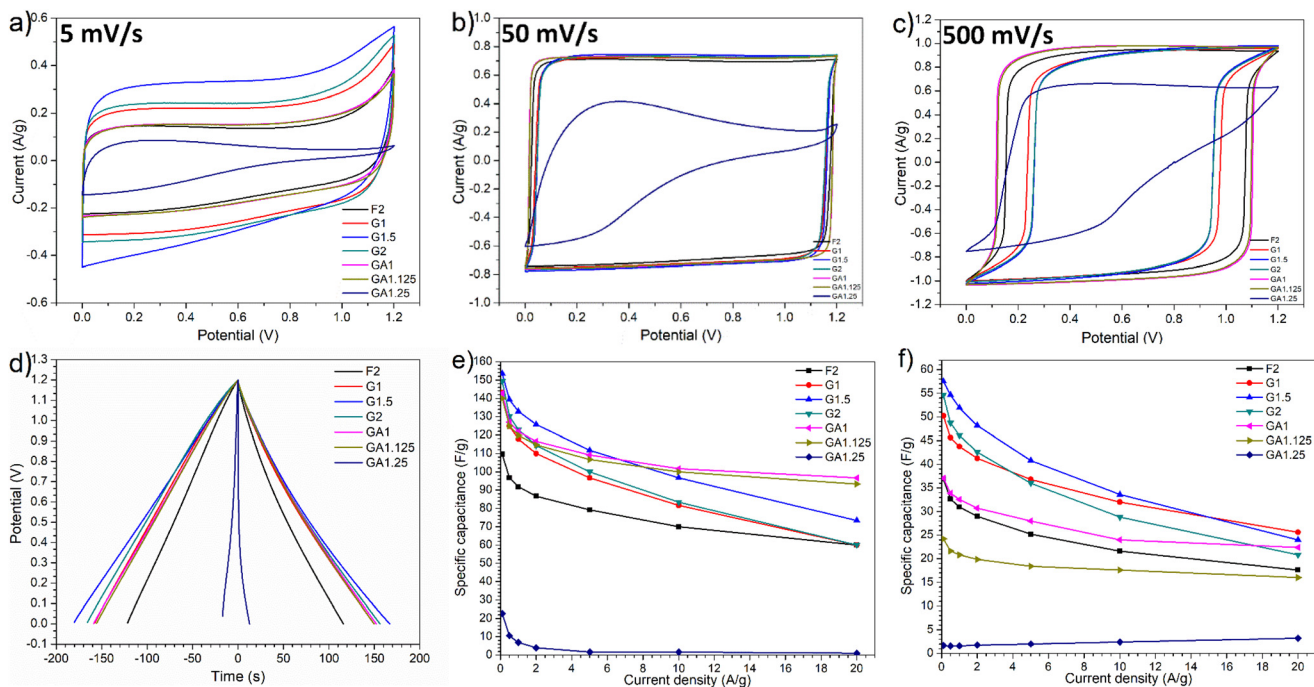 a) 5 mV/s
0.6
0.4
0.2
0.0
-0.2
-0.4
-0.6
Current (A/g)
F2
G1
G1.5
G2
GA1
GA1.125
GA1.25
0.0 0.2 0.4 0.6 0.8 1.0 1.2
Potential (V)
b) 50 mV/s
1.0
0.8
0.6
0.4
0.2
0.0
-0.2
-0.4
-0.6
-0.8
-1.0
Current (A/g)
F2
G1
G1.5
G2
GA1
GA1.125
GA1.25
0.0 0.2 0.4 0.6 0.8 1.0 1.2
Potential (V)
c) 500 mV/s
1.2
1.0
0.8
0.6
0.4
0.2
0.0
-0.2
-0.4
-0.6
-0.8
-1.0
-1.2
Current (A/g)
F2
G1
G1.5
G2
GA1
GA1.125
GA1.25
0.0 0.2 0.4 0.6 0.8 1.0 1.2
Potential (V)
d)
1.3
1.2
1.1
1.0
0.9
0.8
0.7
0.6
0.5
0.4
0.3
0.2
0.1
0.0
-0.1
Potential (V)
F2
G1
G1.5
G2
GA1
GA1.125
GA1.25
-200 -150 -100 -50 0 50 100 150 200
Time (s)
e)
160
150
140
130
120
110
100
90
80
70
60
50
40
30
20
10
0
Specific capacitance (F/g)
F2
G1
G1.5
G2
GA1
GA1.125
GA1.25
0 2 4 6 8 10 12 14 16 18 20
Current density (A/g)
f)
65
60
55
50
45
40
35
30
25
20
15
10
5
0
Specific capacitance (F/g)
F2
G1
G1.5
G2
GA1
GA1.125
GA1.25
0 2 4 6 8 10 12 14 16 18 20
Current density (A/g)